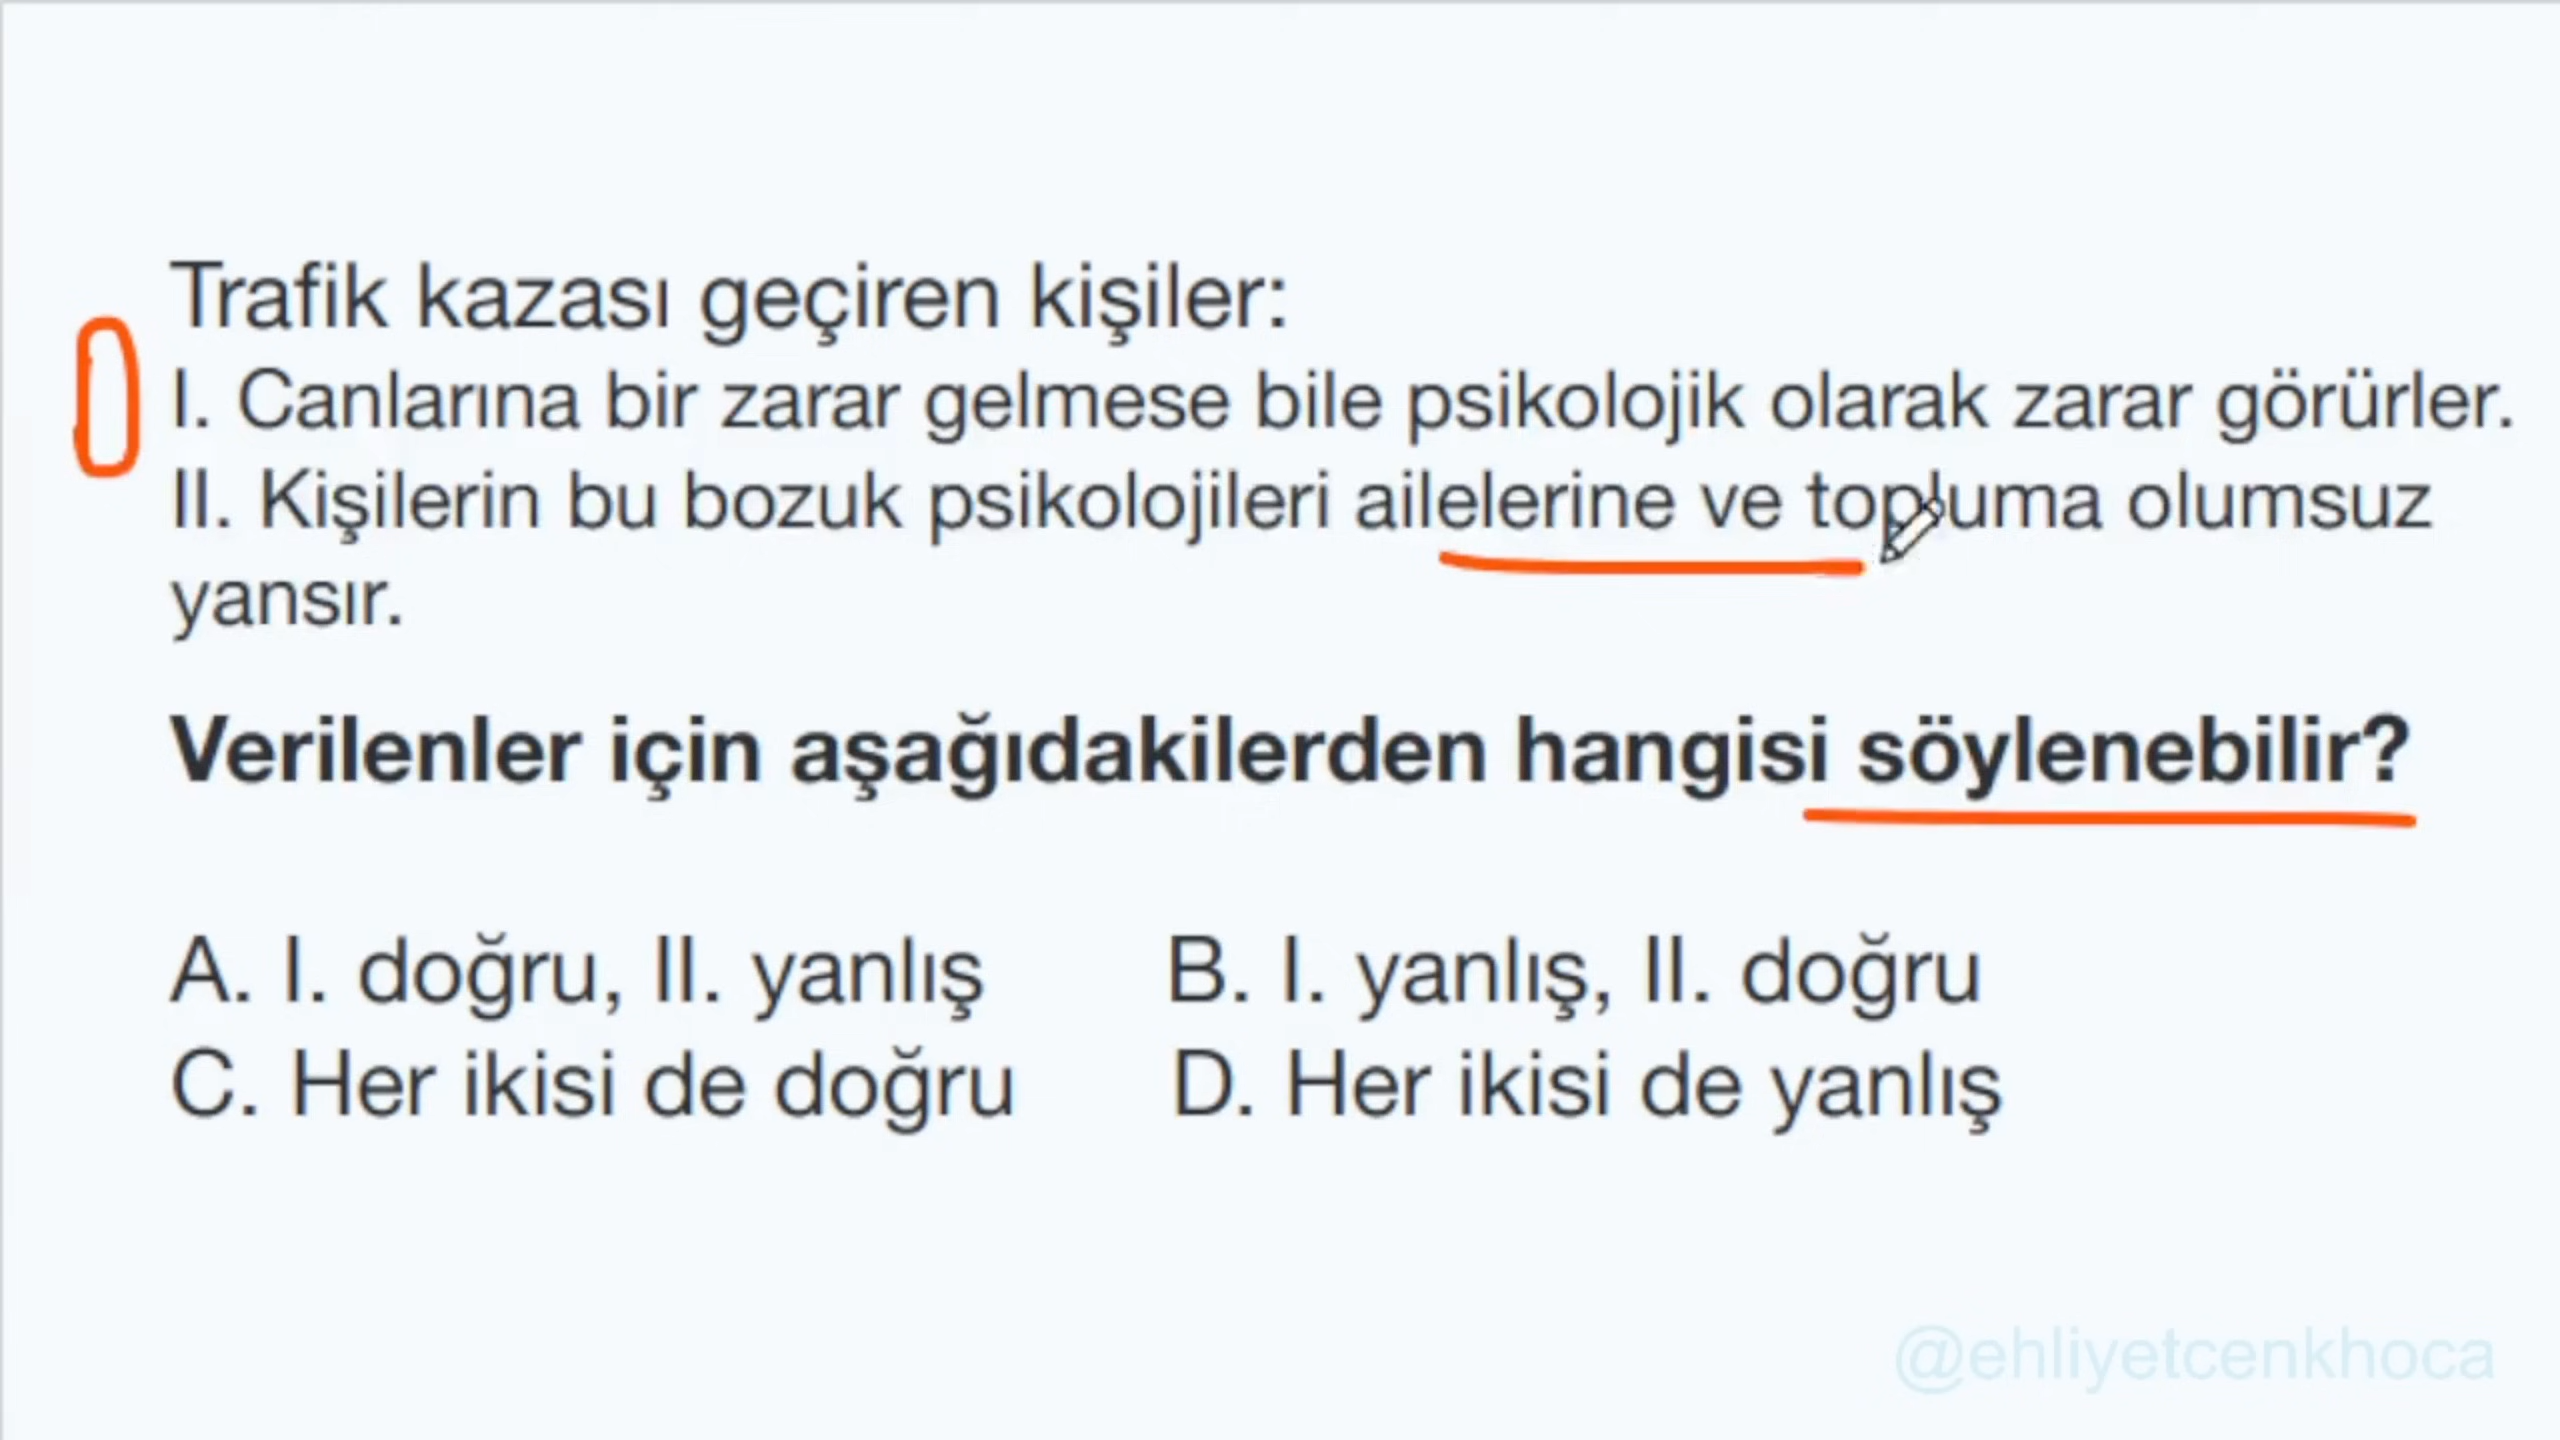 Trafik kazası geçiren kişiler:
I. Canlarına bir zarar gelmese bile psikolojik olarak zarar görürler.
II. Kişilerin bu bozuk psikolojileri ailelerine ve topluma olumsuz
yansır.
Verilenler için aşağıdakilerden hangisi söylenebilir?
A. I. doğru, II. yanlış B. I. yanlış, II. doğru
C. Her ikisi de doğru D. Her ikisi de yanlış
@ehliyetcenkhoca